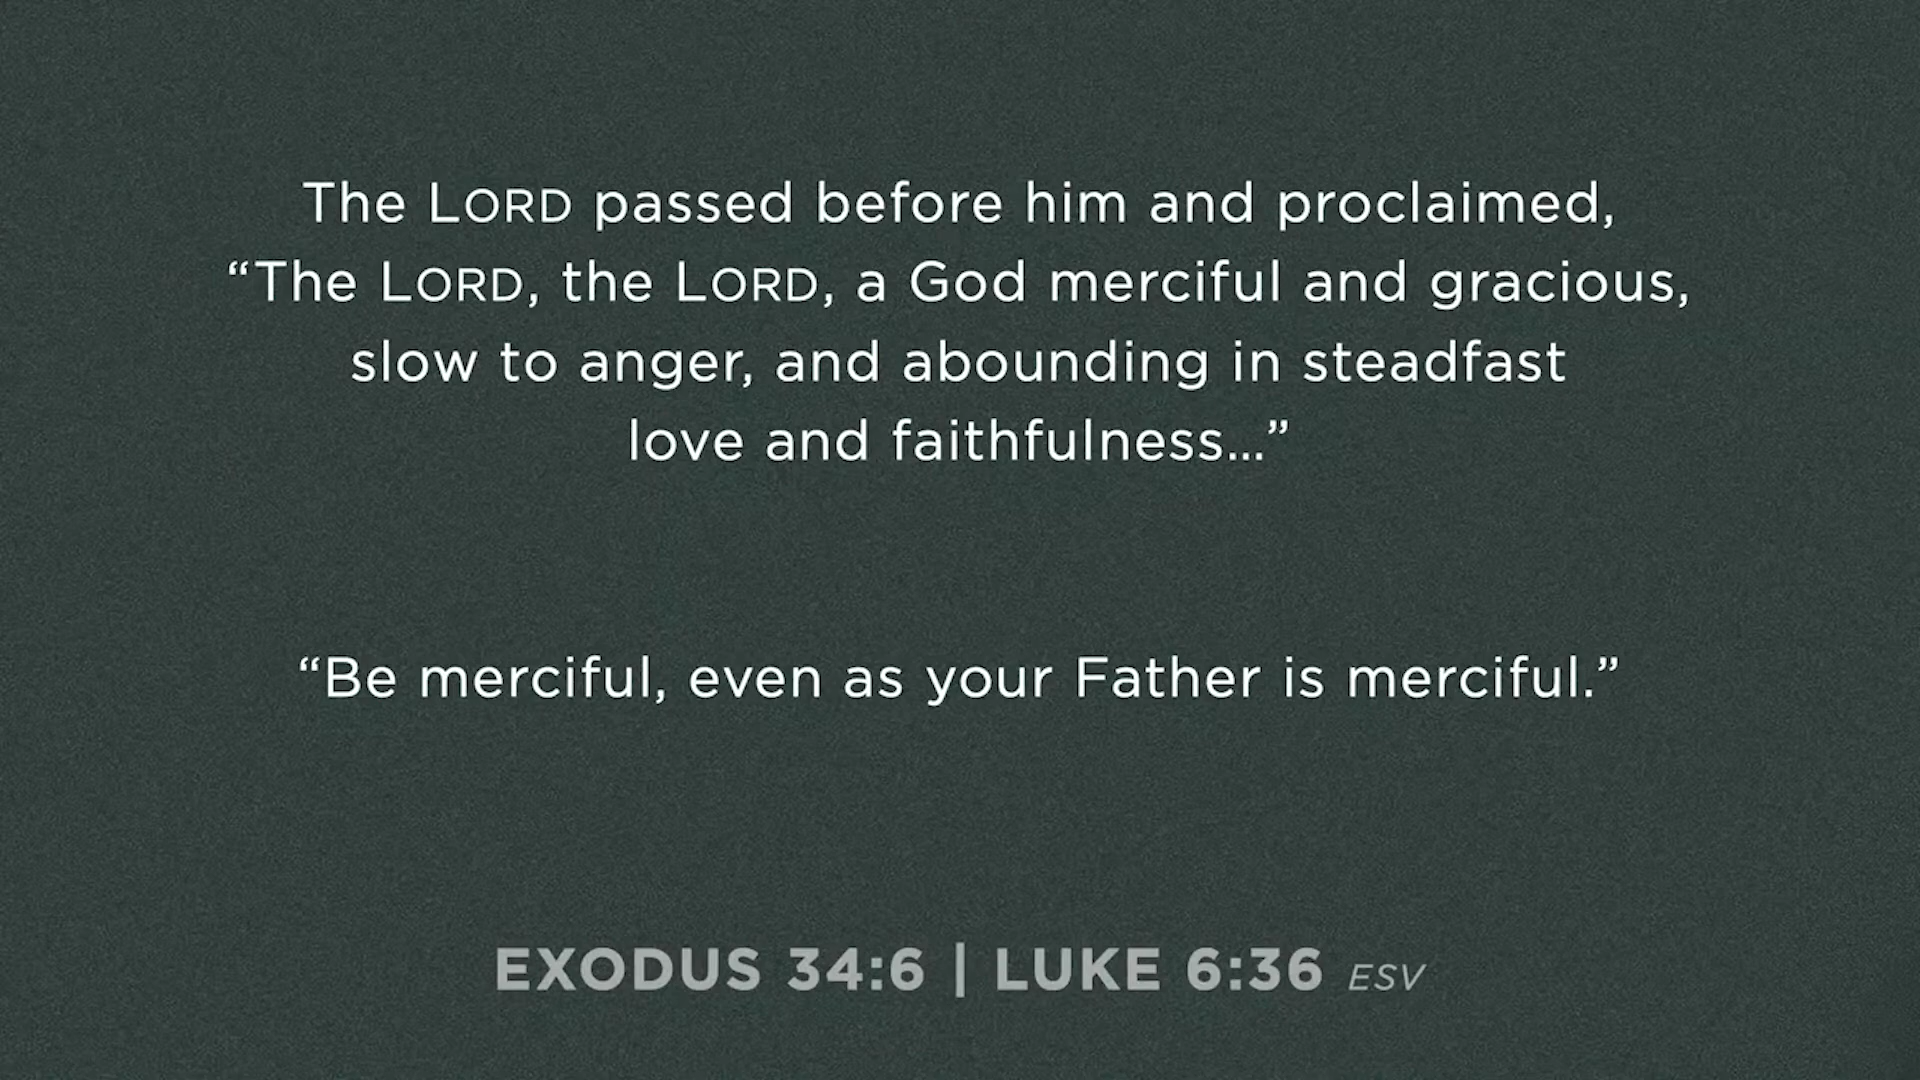 The LORD passed before him and proclaimed,
“The LORD, the LORD, a God merciful and gracious,
slow to anger, and abounding in steadfast
love and faithfulness...”
“Be merciful, even as your Father is merciful.”
EXODUS 34:6 | LUKE 6:36 ESV